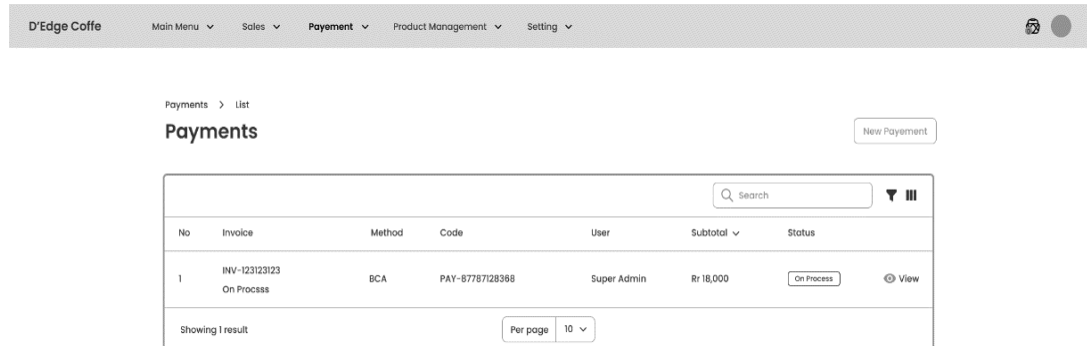 D'Edge Coffe Main Menu Sales Payement Product Management Setting
Payments > List
Payments
New Payement
Search
No Invoice Method Code User Subtotal Status
1 INV-123123123 BCA PAY-87787128368 Super Admin Rr 18,000 On Process View
On Procsss
Showing 1 result Per page 10